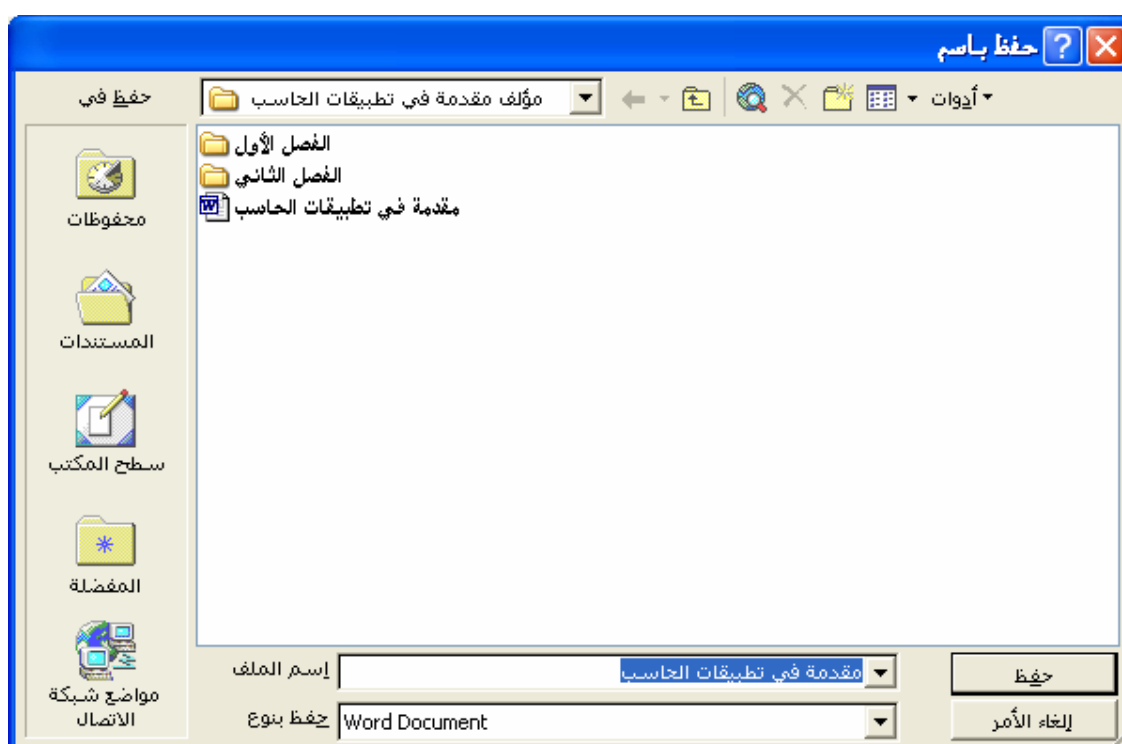 حفظ باسم
حفظ في
مؤلف مقدمة في تطبيقات الحاسب
أدوات
الفصل الأول
الفصل الثاني
مقدمة في تطبيقات الحاسب
محفوظات
المستندات
سطح المكتب
المفضلة
مواضع شبكة
الاتصال
إسم الملف
مقدمة في تطبيقات الحاسب
حفظ
حفظ بنوع
Word Document
إلغاء الأمر